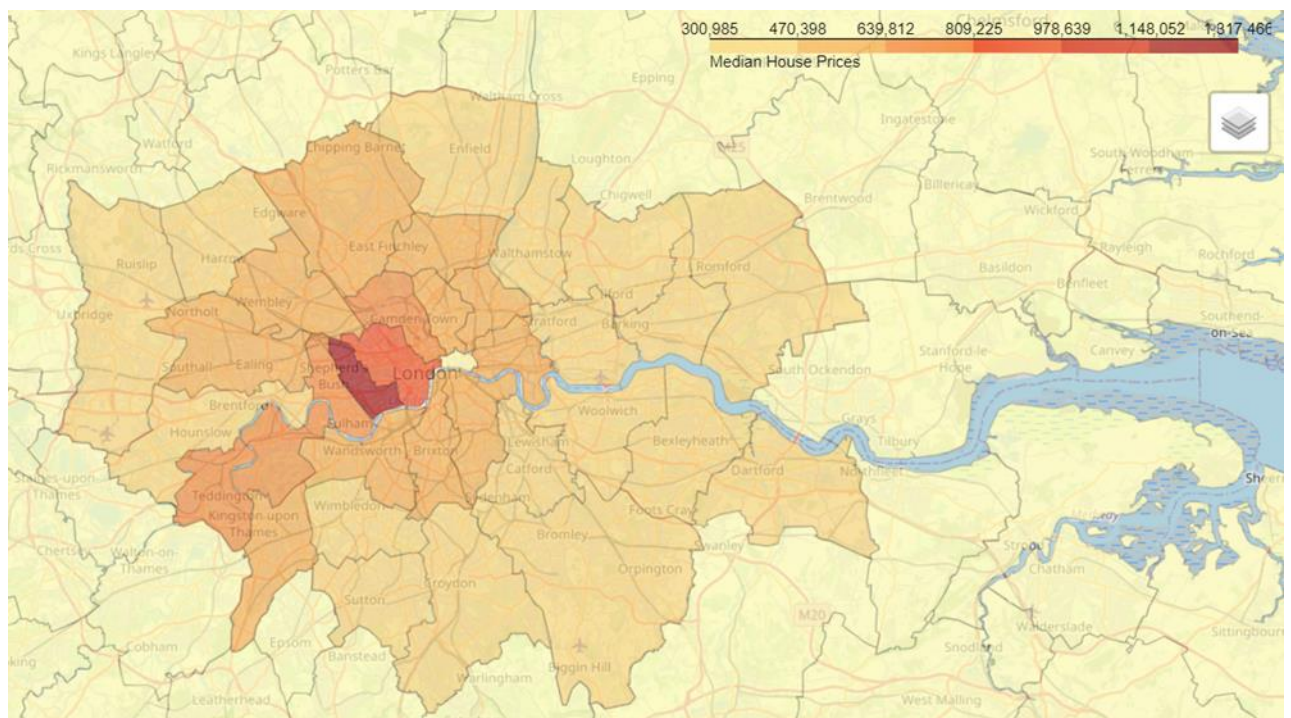 300,985 470,398 639,812 809,225 978,639 1,148,052 1,317,466
Median House Prices
Chelmsford
Kings Langley
Potters Bar
Epping
Waltham Cross
Ingatestone
Watford
Chipping Barnet
Enfield
M25
Loughton
South Woodham
Ferrers
Rickmansworth
Chigwell
Brentwood
Billericay
Edgware
Wickford
East Finchley
Walthamstow
Rayleigh
Rochford
Ruislip
Harrow
Romford
Basildon
Benfleet
Wembley
Uxbridge
Northolt
Camden Town
Stratford
Barking
Southend-
on-Sea
Stanford-le-
Hope
Canvey
Southall
Ealing
Shepherd's
Bush
London
South Ockendon
Brentford
Woolwich
Grays
Tilbury
Hounslow
Fulham
Wandsworth
Brixton
Lewisham
Bexleyheath
Catford
Dartford
Northfleet
Staines-upon-
Thames
Teddington
Wimbledon
Sydenham
Kingston upon
Thames
Foots Cray
Bromley
Swanley
Chertsey
Walton-on-
Thames
Orpington
Chatham
Croydon
Sutton
M20
Walderslade
Sittingbourn
Cobham
Epsom
Banstead
Snodland
Biggin Hill
Warlingham
Leatherhead
West Malling